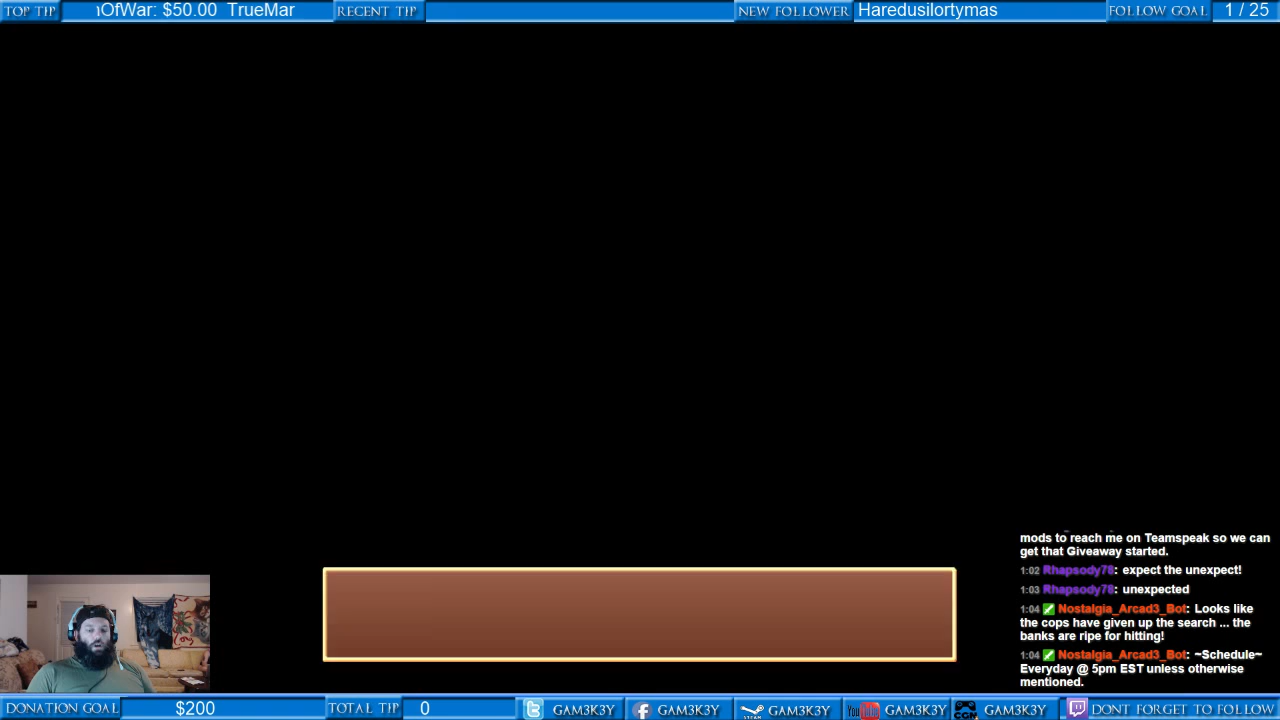 TOP TIP
OfWar: $50.00 TrueMar
RECENT TIP
NEW FOLLOWER
Haredusilortymas
FOLLOW GOAL
1 / 25
mods to reach me on Teamspeak so we can
get that Giveaway started.
1:02 Rhapsody78: expect the unexpect!
1:03 Rhapsody78: unexpected
1:04 Nostalgia_Arcad3_Bot: Looks like
the cops have given up the search ... the
banks are ripe for hitting!
1:04 Nostalgia_Arcad3_Bot: ~Schedule~
Everyday @ 5pm EST unless otherwise
mentioned.
DONATION GOAL
$200
TOTAL TIP
0
GAM3K3Y
GAM3K3Y
STEAM
GAM3K3Y
YouTube
GAM3K3Y
GAM3K3Y
DONT FORGET TO FOLLOW